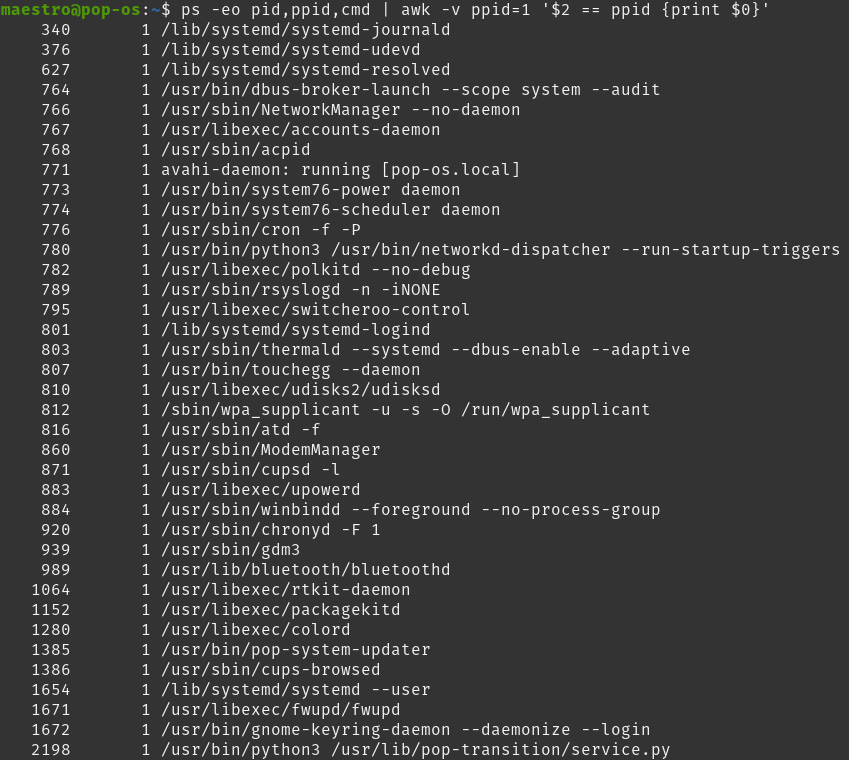 maestro@pop-os:~$ ps -eo pid,ppid,cmd | awk -v ppid=1 '$2 == ppid {print $0}'
    340       1 /lib/systemd/systemd-journald
    376       1 /lib/systemd/systemd-udevd
    627       1 /lib/systemd/systemd-resolved
    764       1 /usr/bin/dbus-broker-launch --scope system --audit
    766       1 /usr/sbin/NetworkManager --no-daemon
    767       1 /usr/libexec/accounts-daemon
    768       1 /usr/sbin/acpid
    771       1 avahi-daemon: running [pop-os.local]
    773       1 /usr/bin/system76-power daemon
    774       1 /usr/bin/system76-scheduler daemon
    776       1 /usr/sbin/cron -f -P
    780       1 /usr/bin/python3 /usr/bin/networkd-dispatcher --run-startup-triggers
    782       1 /usr/libexec/polkitd --no-debug
    789       1 /usr/sbin/rsyslogd -n -iNONE
    795       1 /usr/libexec/switcheroo-control
    801       1 /lib/systemd/systemd-logind
    803       1 /usr/sbin/thermald --systemd --dbus-enable --adaptive
    807       1 /usr/bin/touchegg --daemon
    810       1 /usr/libexec/udisks2/udisksd
    812       1 /sbin/wpa_supplicant -u -s -O /run/wpa_supplicant
    816       1 /usr/sbin/atd -f
    860       1 /usr/sbin/ModemManager
    871       1 /usr/sbin/cupsd -l
    883       1 /usr/libexec/upowerd
    884       1 /usr/sbin/winbindd --foreground --no-process-group
    920       1 /usr/sbin/chronyd -F 1
    939       1 /usr/sbin/gdm3
    989       1 /usr/lib/bluetooth/bluetoothd
   1064       1 /usr/libexec/rtkit-daemon
   1152       1 /usr/libexec/packagekitd
   1280       1 /usr/libexec/colord
   1385       1 /usr/bin/pop-system-updater
   1386       1 /usr/sbin/cups-browsed
   1654       1 /lib/systemd/systemd --user
   1671       1 /usr/libexec/fwupd/fwupd
   1672       1 /usr/bin/gnome-keyring-daemon --daemonize --login
   2198       1 /usr/bin/python3 /usr/lib/pop-transition/service.py